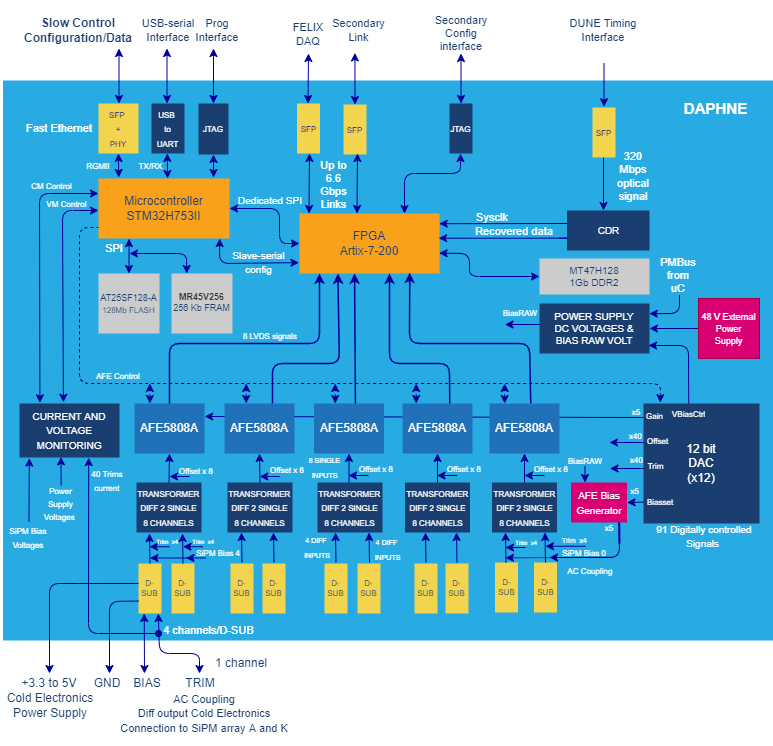 Slow Control
Configuration/Data
USB-serial
Interface
Prog
Interface
FELIX
DAQ
Secondary
Link
Secondary
Config
interface
DUNE Timing
Interface
DAPHNE
Fast Ethernet
SFP
+
PHY
USB
to
UART
JTAG
SFP
SFP
JTAG
SFP
RGMII
TX/RX
Up to
6.6
Gbps
Links
320
Mbps
optical
signal
CM Control
VM Control
Microcontroller
STM32H753II
Dedicated SPI
FPGA
Artix-7-200
Sysclk
Recovered data
CDR
SPI
Slave-serial
config
AT25SF128-A
128Mb FLASH
MR45V256
256 Kb FRAM
MT47H128
1Gb DDR2
PMBus
from
uC
BiasRAW
POWER SUPPLY
DC VOLTAGES &
BIAS RAW VOLT
48 V External
Power
Supply
8 LVDS signals
AFE Control
CURRENT AND
VOLTAGE
MONITORING
AFE5808A
AFE5808A
AFE5808A
AFE5808A
AFE5808A
x5
Gain
VBiasCtrl
x40
Offset
x40
Trim
x5
Biasset
12 bit
DAC
(x12)
91 Digitally controlled
Signals
40 Trims
current
Power
Supply
Voltages
SiPM Bias
Voltages
Offset x 8
Offset x 8
8 SINGLE
INPUTS
Offset x 8
Offset x 8
Offset x 8
BiasRAW
AFE Bias
Generator
x5
TRANSFORMER
DIFF 2 SINGLE
8 CHANNELS
TRANSFORMER
DIFF 2 SINGLE
8 CHANNELS
TRANSFORMER
DIFF 2 SINGLE
8 CHANNELS
TRANSFORMER
DIFF 2 SINGLE
8 CHANNELS
TRANSFORMER
DIFF 2 SINGLE
8 CHANNELS
Trim x4
Trim x4
SiPM Bias 4
4 DIFF
INPUTS
4 DIFF
INPUTS
Trim x4
Trim x4
SiPM Bias 0
AC Coupling
D-
SUB
D-
SUB
D-
SUB
D-
SUB
D-
SUB
D-
SUB
D-
SUB
D-
SUB
D-
SUB
D-
SUB
4 channels/D-SUB
1 channel
+3.3 to 5V
Cold Electronics
Power Supply
GND
BIAS
TRIM
AC Coupling
Diff output Cold Electronics
Connection to SiPM array A and K